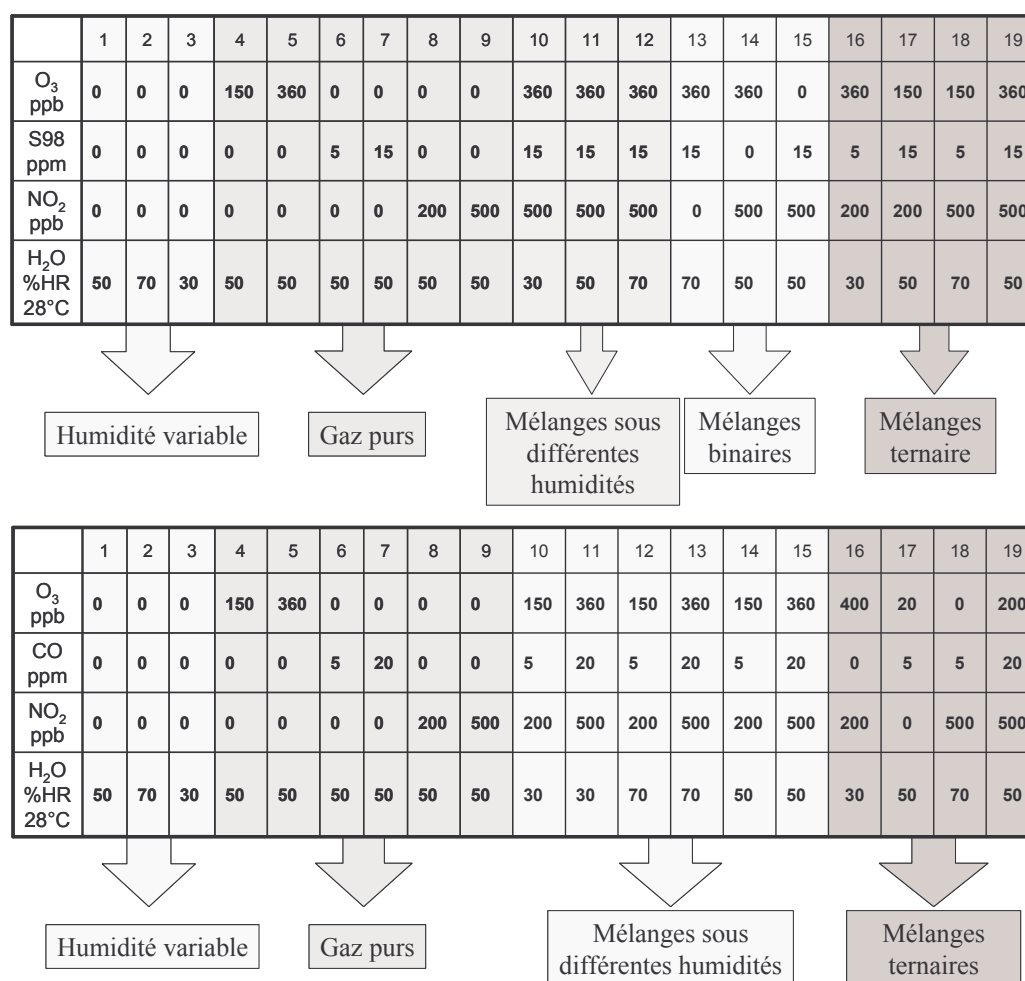 1 2 3 4 5 6 7 8 9 10 11 12 13 14 15 16 17 18 19
O3 ppb 0 0 0 150 360 0 0 0 0 360 360 360 360 360 0 360 150 150 360
S98 ppm 0 0 0 0 0 5 15 0 0 15 15 15 15 0 15 5 15 5 15
NO2 ppb 0 0 0 0 0 0 0 200 500 500 500 500 0 500 500 200 200 500 500
H2O %HR 28°C 50 70 30 50 50 50 50 50 50 30 50 70 70 50 50 30 50 70 50
Humidité variable
Gaz purs
Mélanges sous
différentes
humidités
Mélanges
binaires
Mélanges
ternaire
1 2 3 4 5 6 7 8 9 10 11 12 13 14 15 16 17 18 19
O3 ppb 0 0 0 150 360 0 0 0 0 150 360 150 360 150 360 400 20 0 200
CO ppm 0 0 0 0 0 5 20 0 0 5 20 5 20 5 20 0 5 5 20
NO2 ppb 0 0 0 0 0 0 0 200 500 200 500 200 500 200 500 200 0 500 500
H2O %HR 28°C 50 70 30 50 50 50 50 50 50 30 30 70 70 50 50 30 50 70 50
Humidité variable
Gaz purs
Mélanges sous
différentes humidités
Mélanges
ternaires